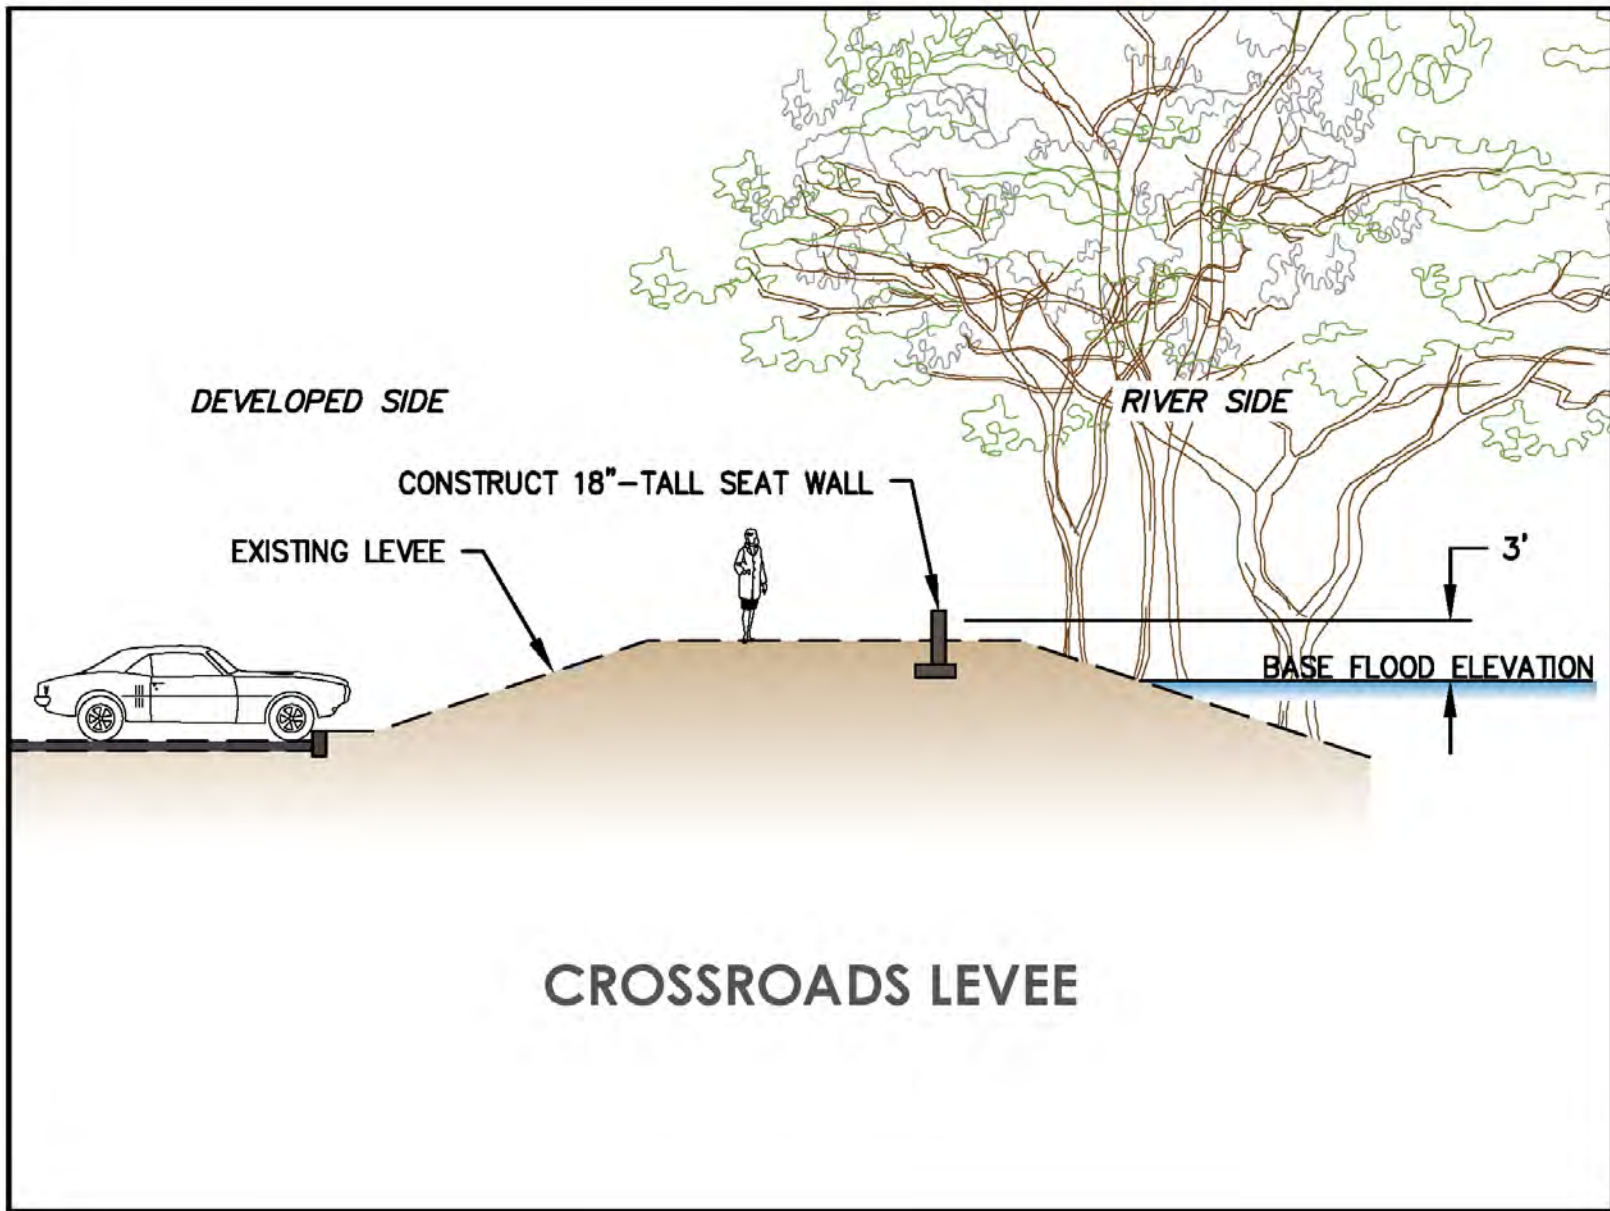 DEVELOPED SIDE
RIVER SIDE
CONSTRUCT 18"-TALL SEAT WALL
EXISTING LEVEE
3'
BASE FLOOD ELEVATION
CROSSROADS LEVEE